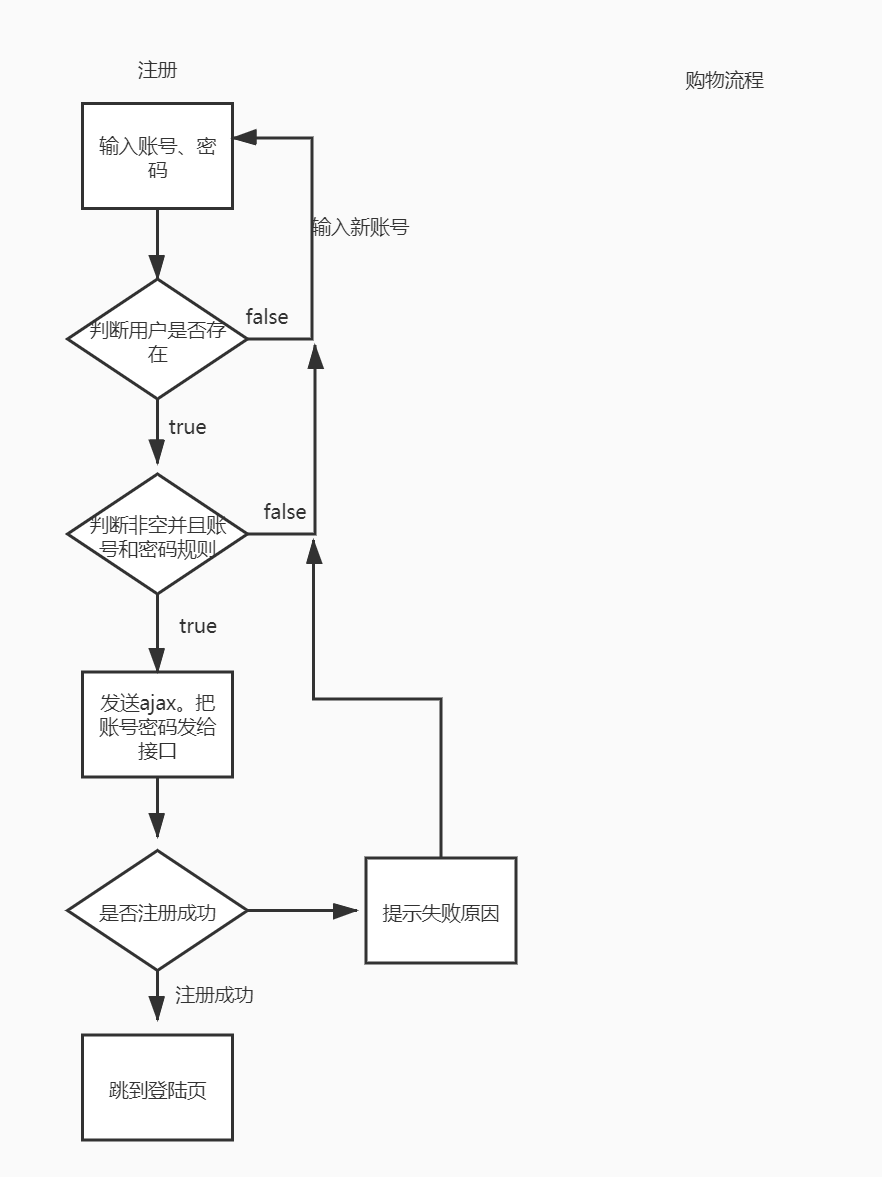 注册
购物流程
输入账号、密
码
输入新账号
false
判断用户是否存
在
true
false
判断非空并且账
号和密码规则
true
发送ajax。把
账号密码发给
接口
是否注册成功
提示失败原因
注册成功
跳到登陆页